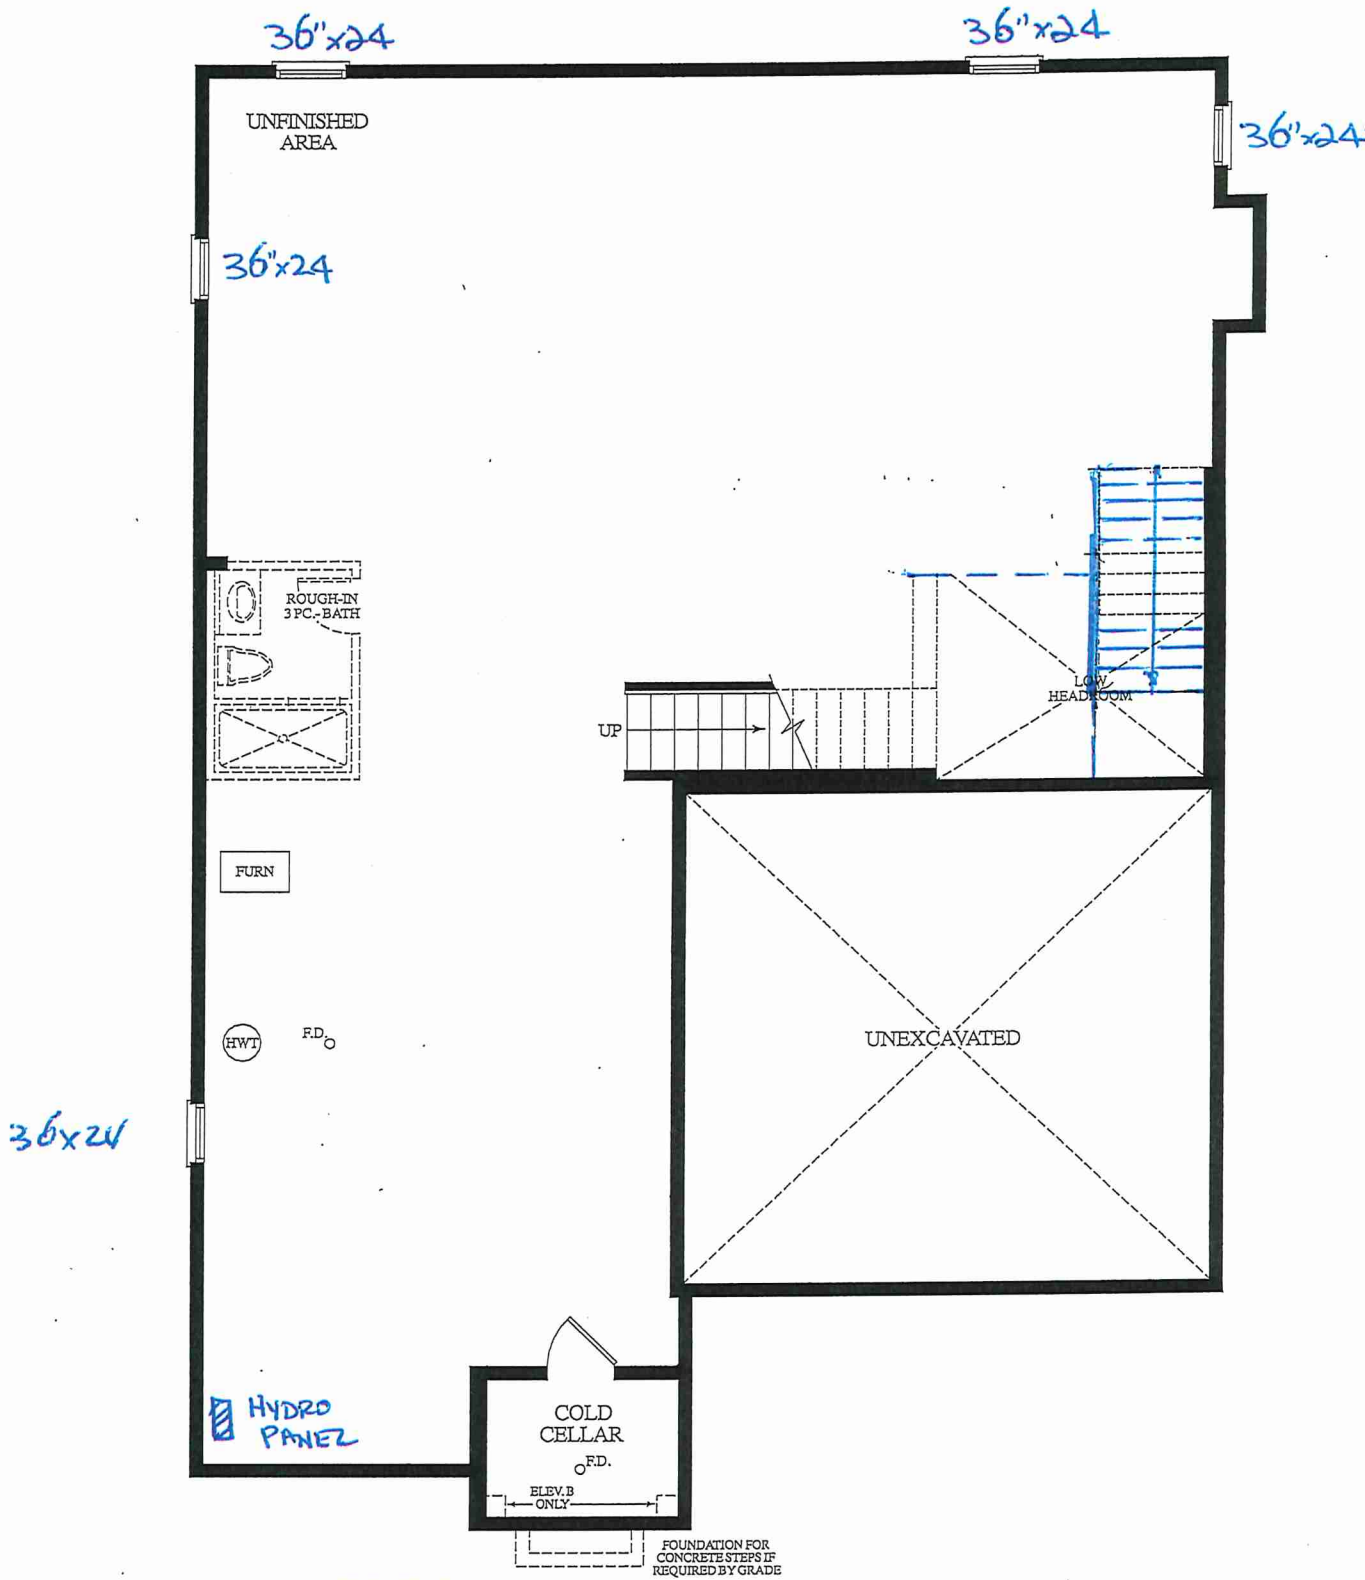 36"x24
36"x24
UNFINISHED
AREA
36"x24
36"x24
ROUGH-IN
3 PC.-BATH
LOW
HEADROOM
UP
FURN
HWT
F.D.
UNEXCAVATED
36x24
HYDRO
PANEL
COLD
CELLAR
F.D.
ELEV. B
ONLY
FOUNDATION FOR
CONCRETE STEPS IF
REQUIRED BY GRADE